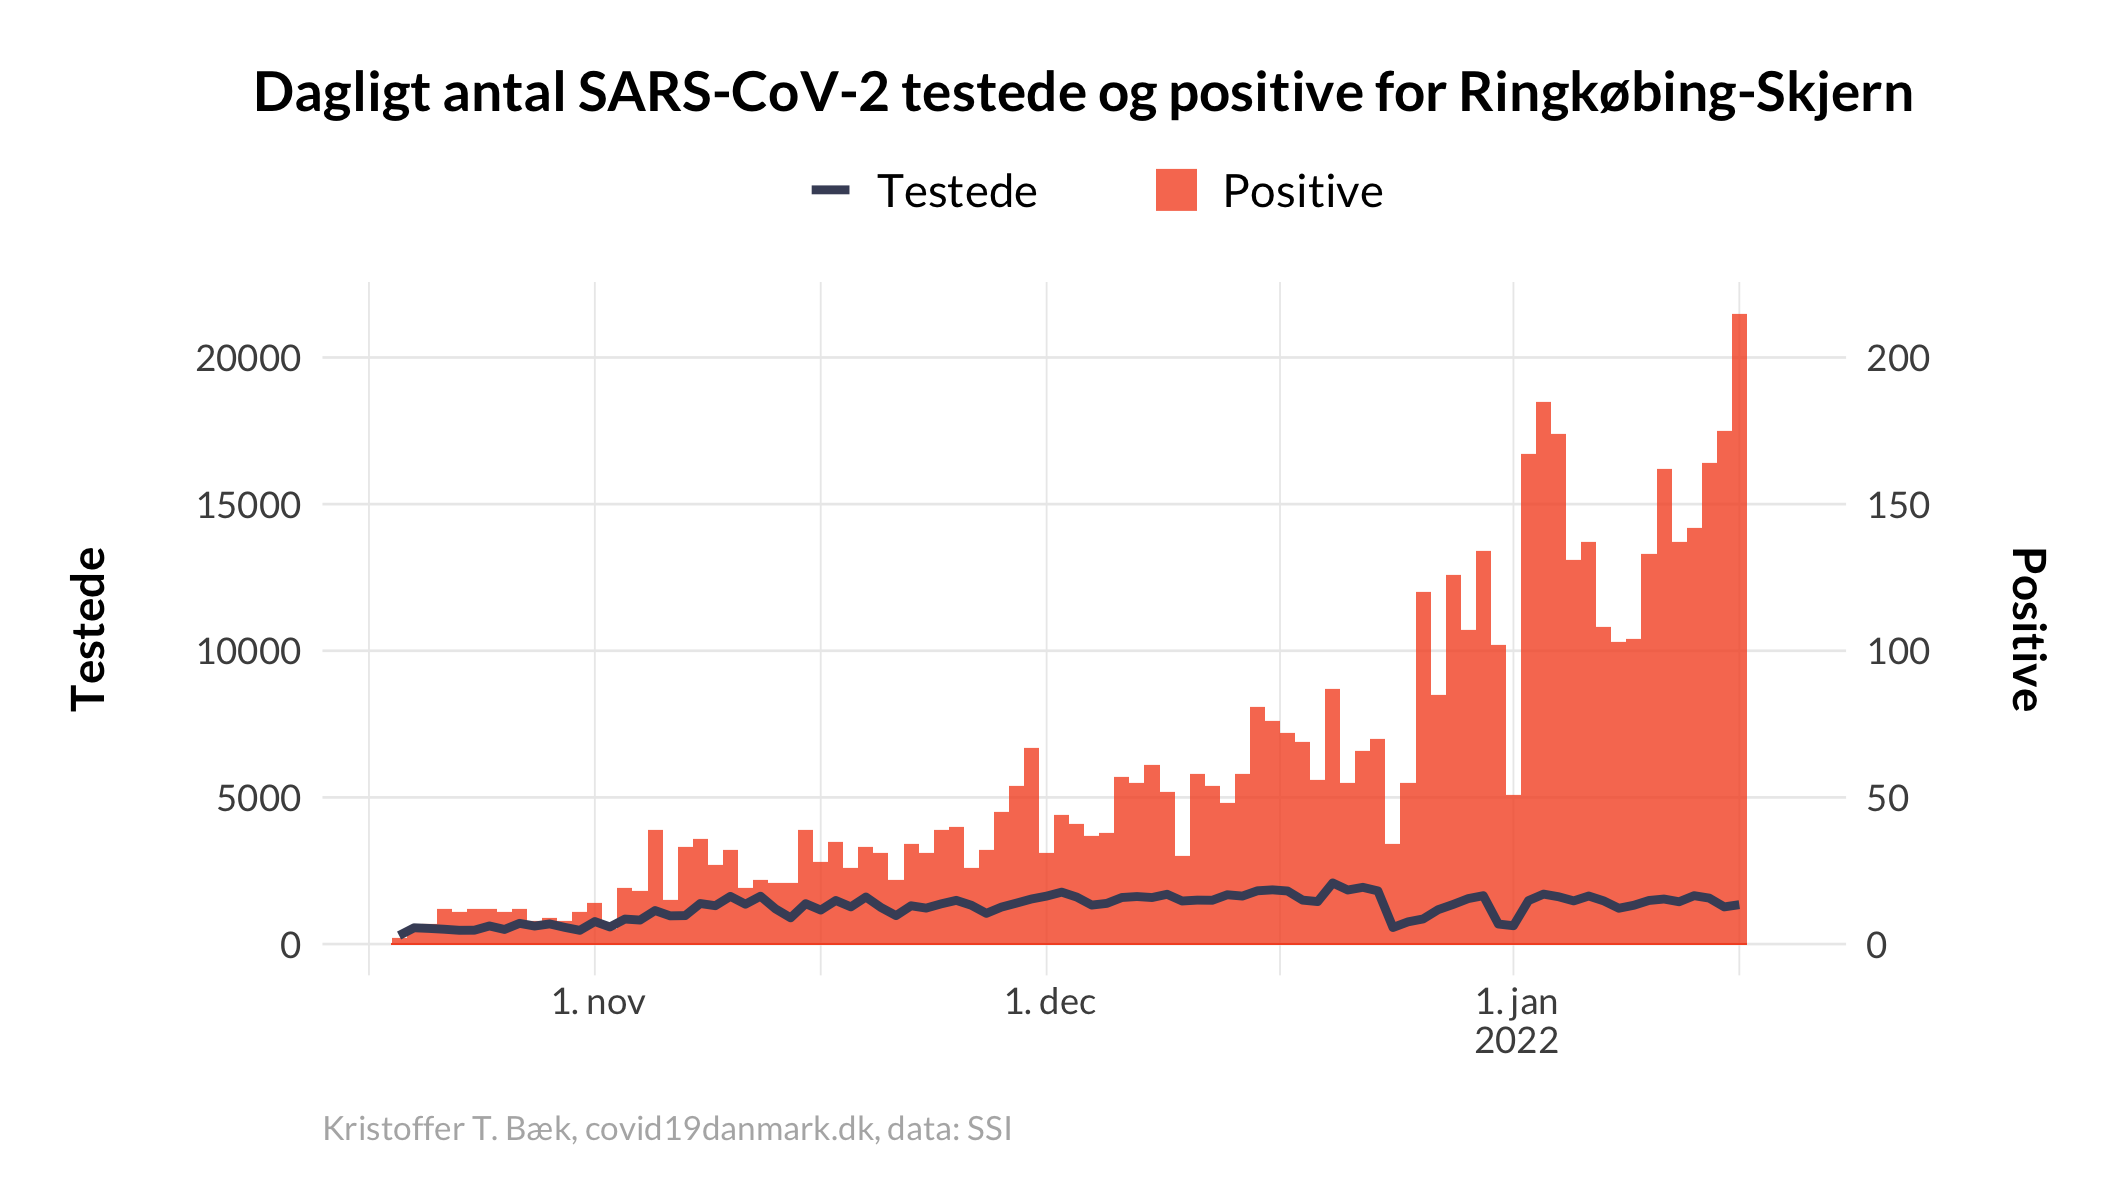 Dagligt antal SARS-CoV-2 testede og positive for Ringkøbing-Skjern
Testede
Positive
Testede
20000
15000
10000
5000
0
200
150
100
50
0
Positive
1. nov
1. dec
1. jan
2022
Kristoffer T. Bæk, covid19danmark.dk, data: SSI